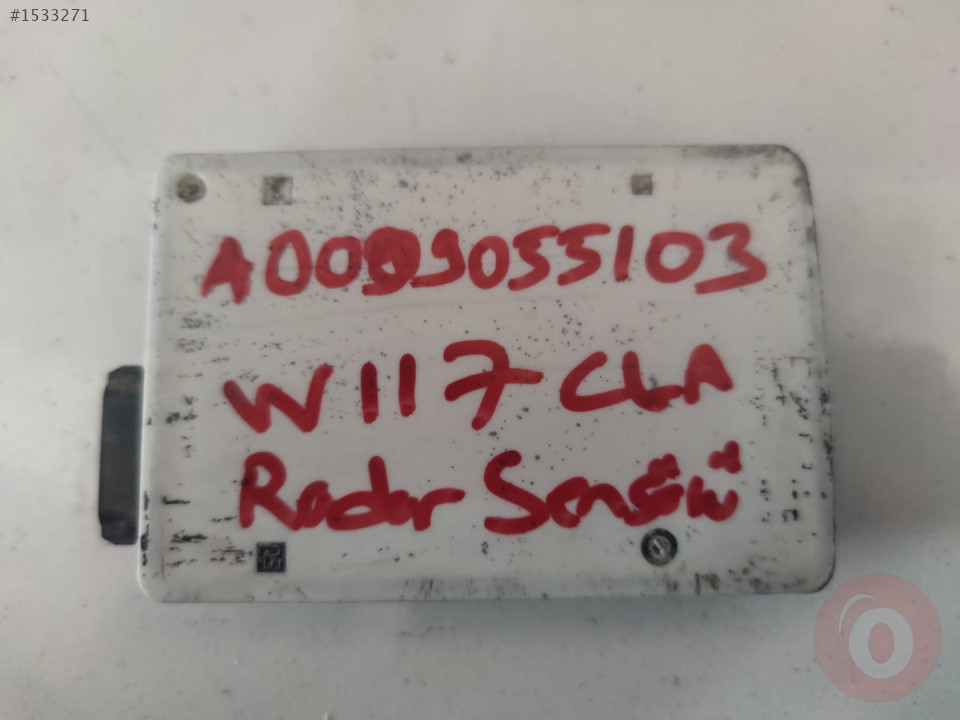 #1533271
A0009055103
W117 CLA
Radar Sensörü